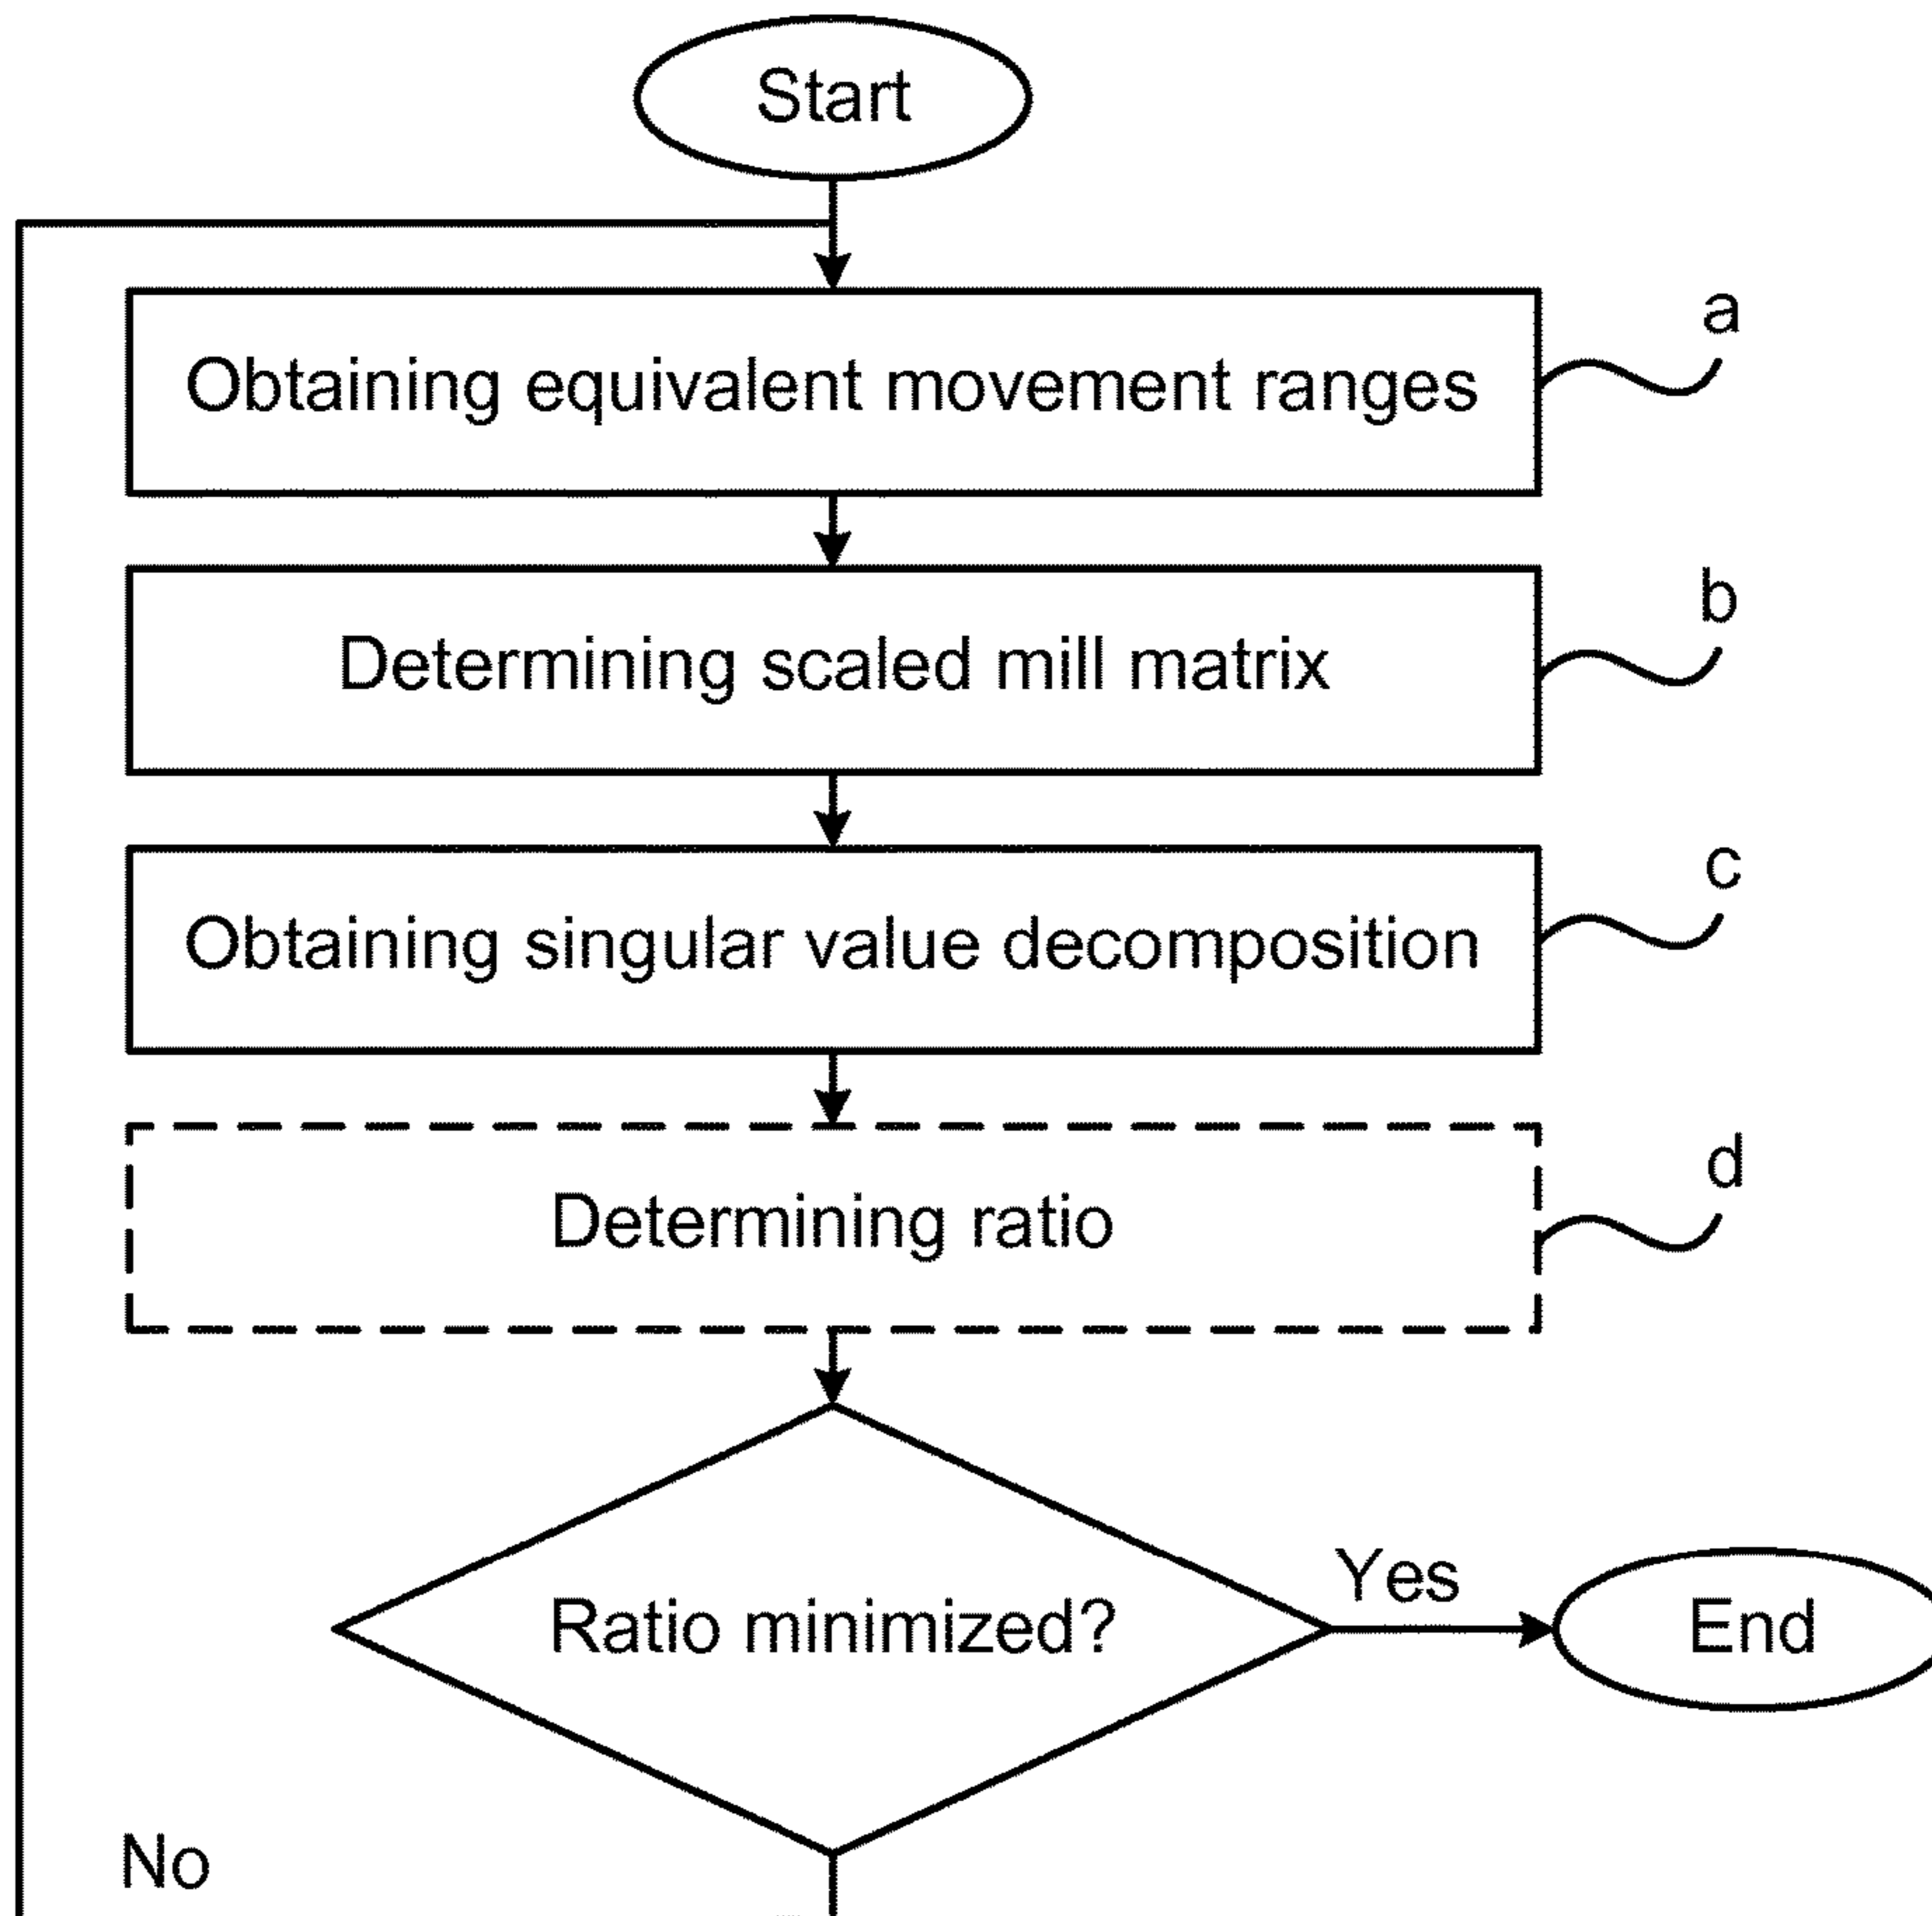 Start
Obtaining equivalent movement ranges
a
Determining scaled mill matrix
b
Obtaining singular value decomposition
c
Determining ratio
d
Ratio minimized?
Yes
End
No